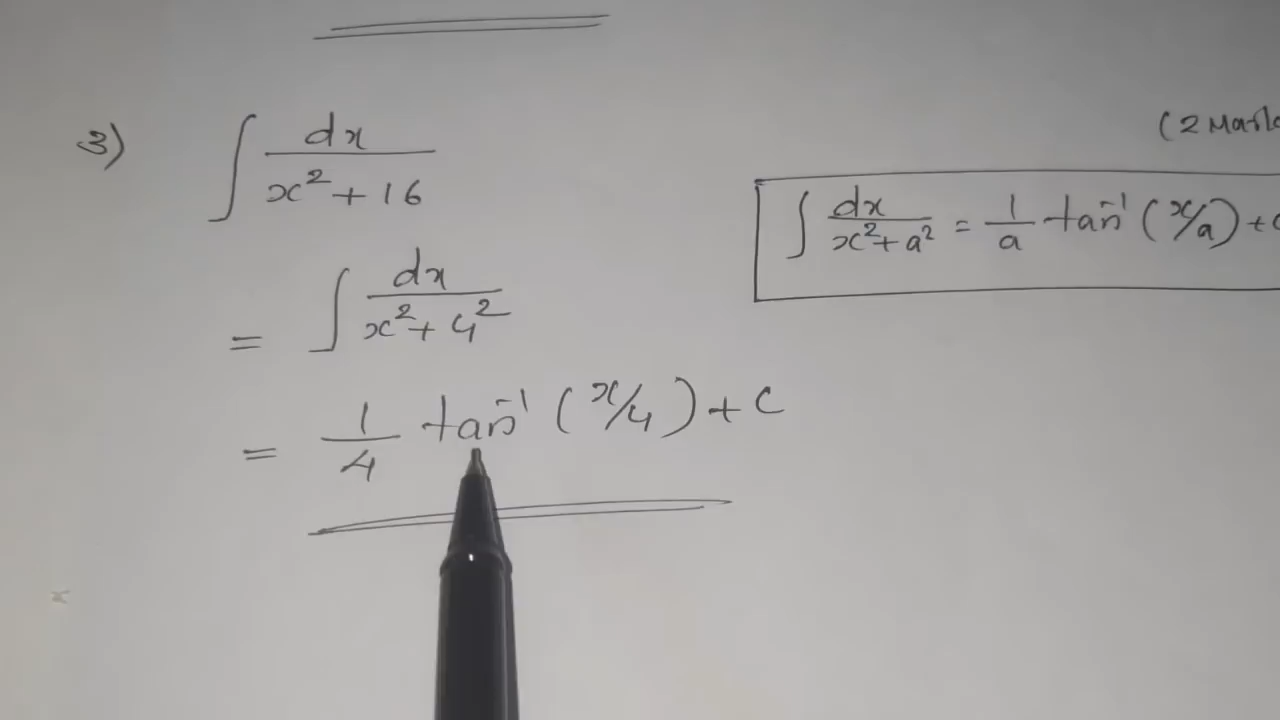 3) ∫ dx / x² + 16
(2 Mark
∫ dx / x² + a² = 1/a tan⁻¹ (x/a) + c
= ∫ dx / x² + 4²
= 1/4 tan⁻¹ (x/4) + c